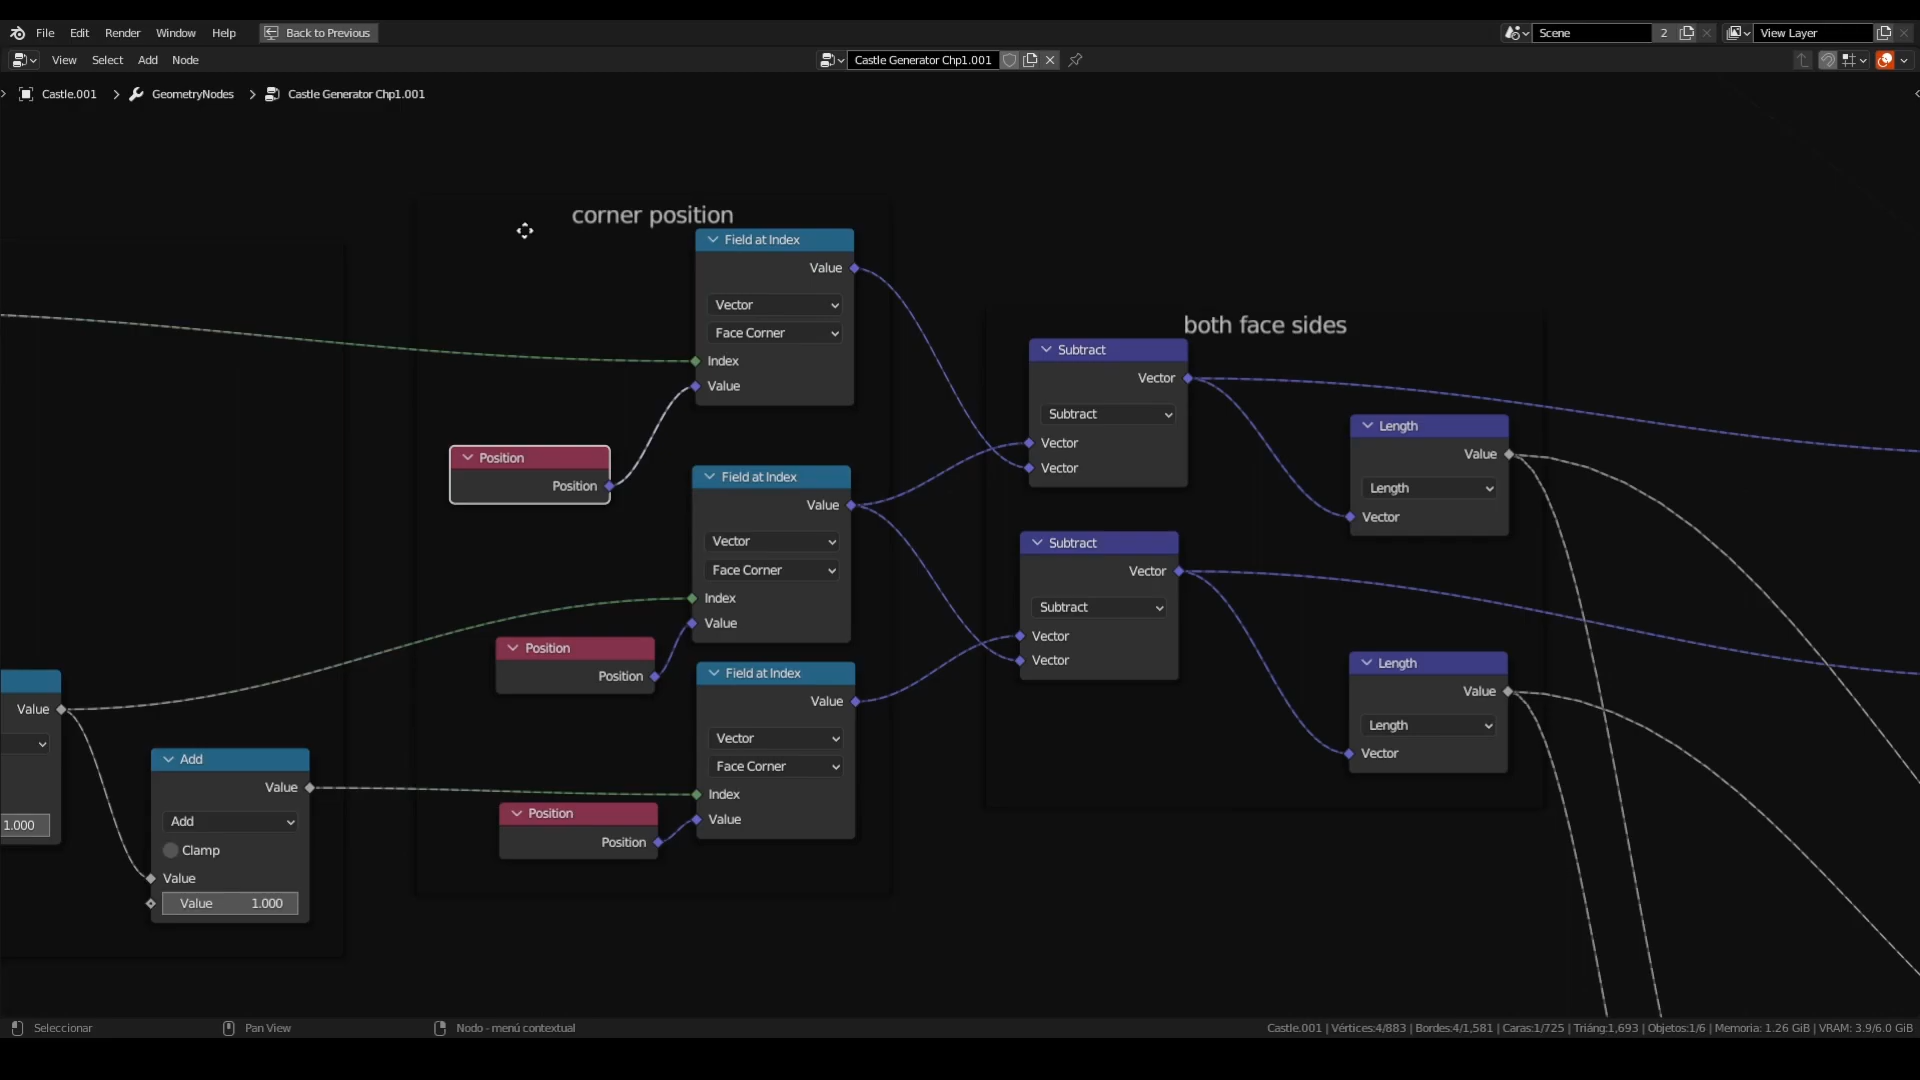 File Edit Render Window Help Back to Previous Scene 2 View Layer
View Select Add Node Castle Generator Chp1.001
Castle.001 > GeometryNodes > Castle Generator Chp1.001
corner position
Field at Index
Value
Vector
Face Corner
Index
Value
Position
Position
Field at Index
Value
Vector
Face Corner
Index
Value
Position
Position
Field at Index
Value
Vector
Face Corner
Index
Value
Position
Position
Value
1.000
Add
Value
Add
Clamp
Value
Value 1.000
both face sides
Subtract
Vector
Subtract
Vector
Vector
Length
Value
Length
Vector
Subtract
Vector
Subtract
Vector
Vector
Length
Value
Length
Vector
Seleccionar Pan View Nodo - menú contextual Castle.001 | Vértices:4/883 | Bordes:4/1,581 | Caras:1/725 | Triáng:1,693 | Objetos:1/6 | Memoria: 1.26 GiB | VRAM: 3.9/6.0 GiB